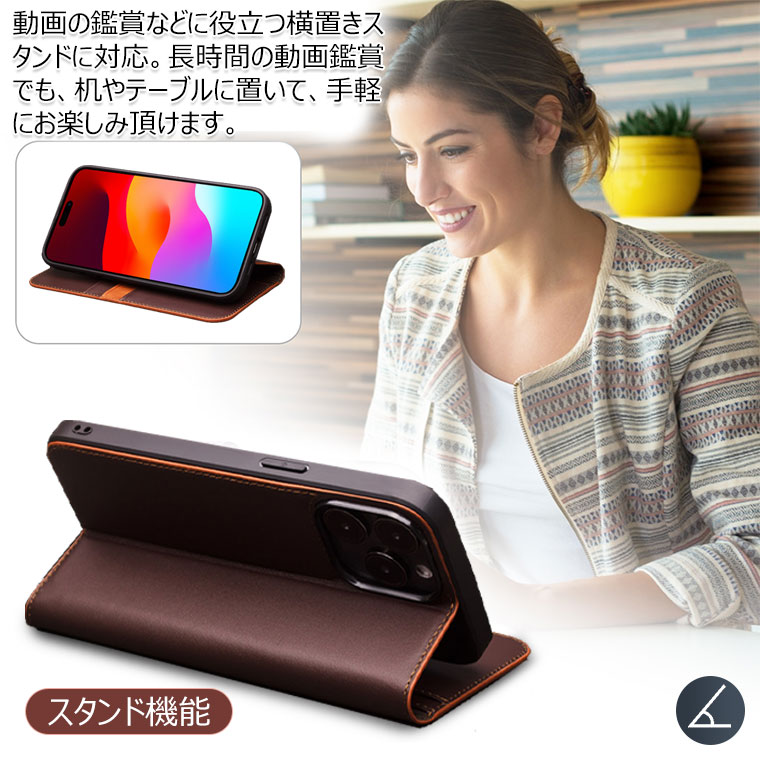 動画の鑑賞などに役立つ横置きス
タンドに対応。長時間の動画鑑賞
でも、机やテーブルに置いて、手軽
にお楽しみ頂けます。
スタンド機能